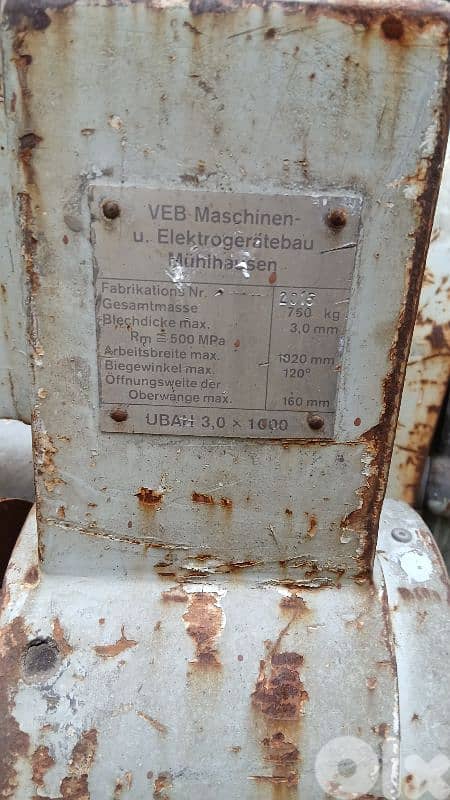 VEB Maschinen-
u. Elektrogerätebau
Mühlhausen
Fabrikations Nr. 2015
Gesamtmasse 750 kg
Blechdicke max. 3,0 mm
Rm ≦ 500 MPa
Arbeitsbreite max. 1020 mm
Biegewinkel max. 120°
Öffnungsweite der
Oberwange max. 160 mm
UBAH 3,0 × 1000
OLX